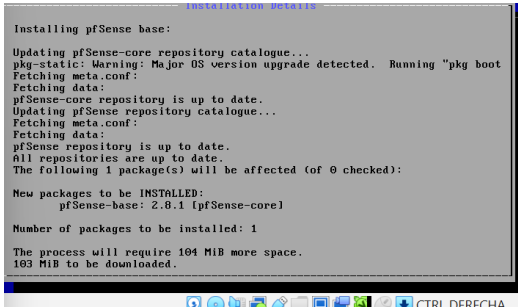 Installation Details
Installing pfSense base:
Updating pfSense-core repository catalogue...
pkg-static: Warning: Major OS version upgrade detected.  Running "pkg boot
Fetching meta.conf:
Fetching data:
pfSense-core repository is up to date.
Updating pfSense repository catalogue...
Fetching meta.conf:
Fetching data:
pfSense repository is up to date.
All repositories are up to date.
The following 1 package(s) will be affected (of 0 checked):
New packages to be INSTALLED:
pfSense-base: 2.8.1 [pfSense-core]
Number of packages to be installed: 1
The process will require 104 MiB more space.
103 MiB to be downloaded.
CTRL DERECHA